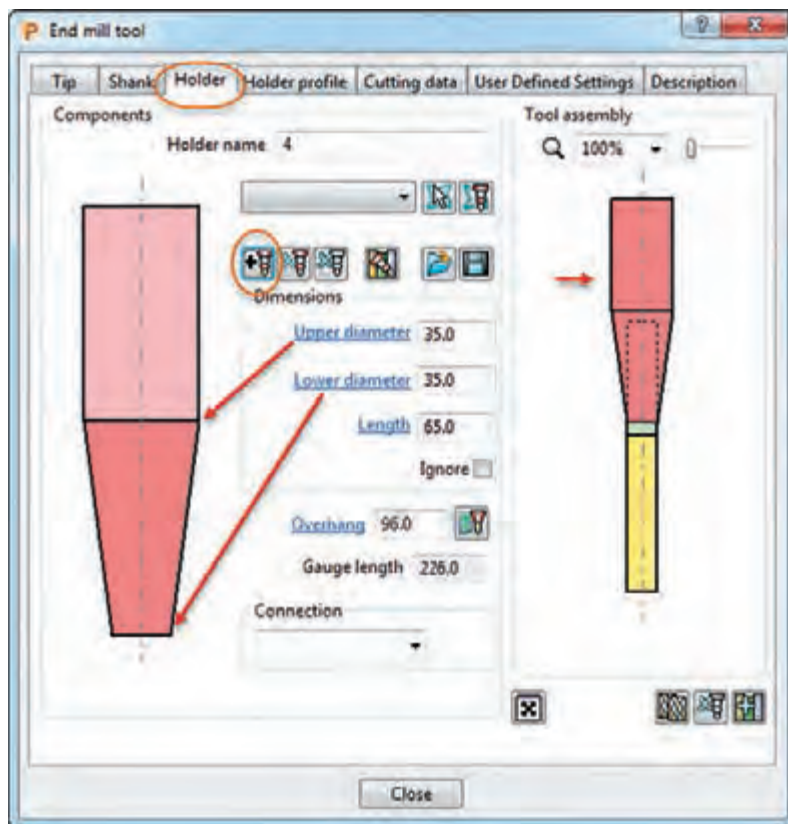 End mill tool
Tip Shank Holder Holder profile Cutting data User Defined Settings Description
Components
Holder name 4
Tool assembly
100%
Dimensions
Upper diameter 35.0
Lower diameter 35.0
Length 65.0
Ignore
Overhang 96.0
Gauge length 226.0
Connection
Close